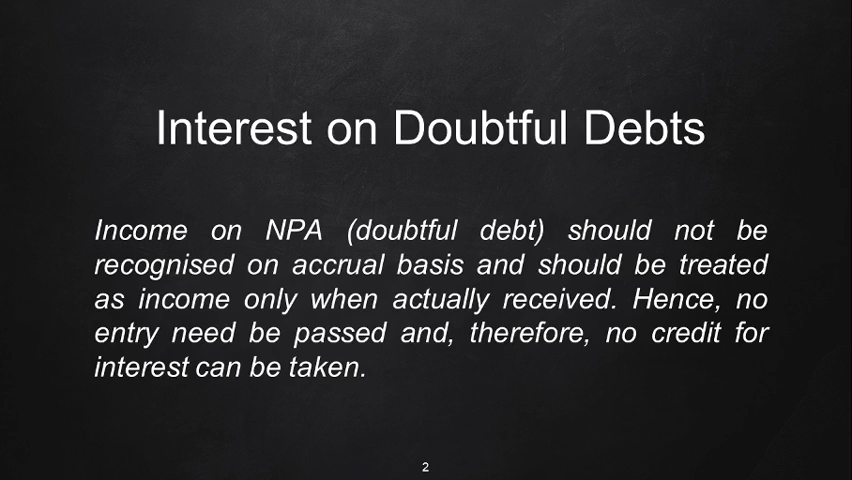 Interest on Doubtful Debts
Income on NPA (doubtful debt) should not be
recognised on accrual basis and should be treated
as income only when actually received. Hence, no
entry need be passed and, therefore, no credit for
interest can be taken.
2